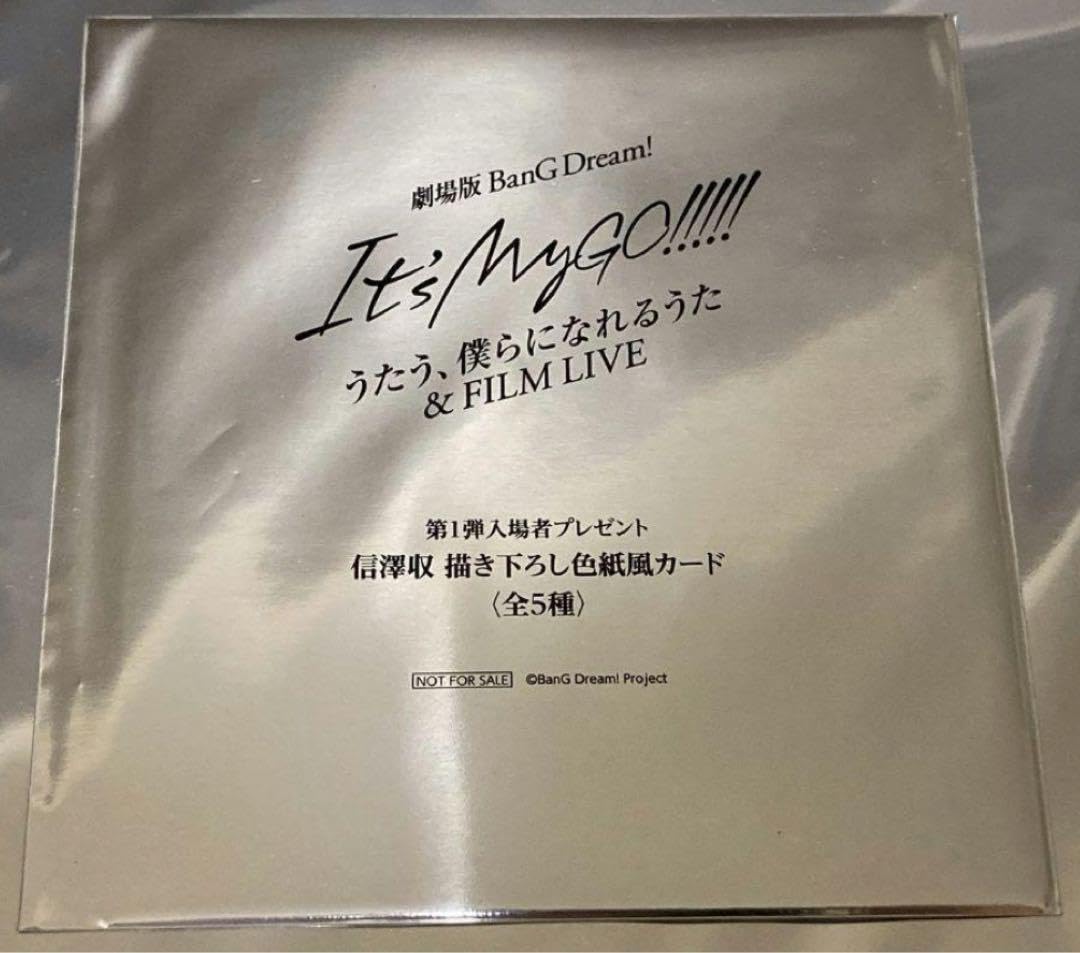 劇場版 BanG Dream!
It's MyGO!!!!!
うたう、僕らになれるうた
& FILM LIVE
第1弾入場者プレゼント
信澤収 描き下ろし色紙風カード
〈全5種〉
NOT FOR SALE ©BanG Dream! Project